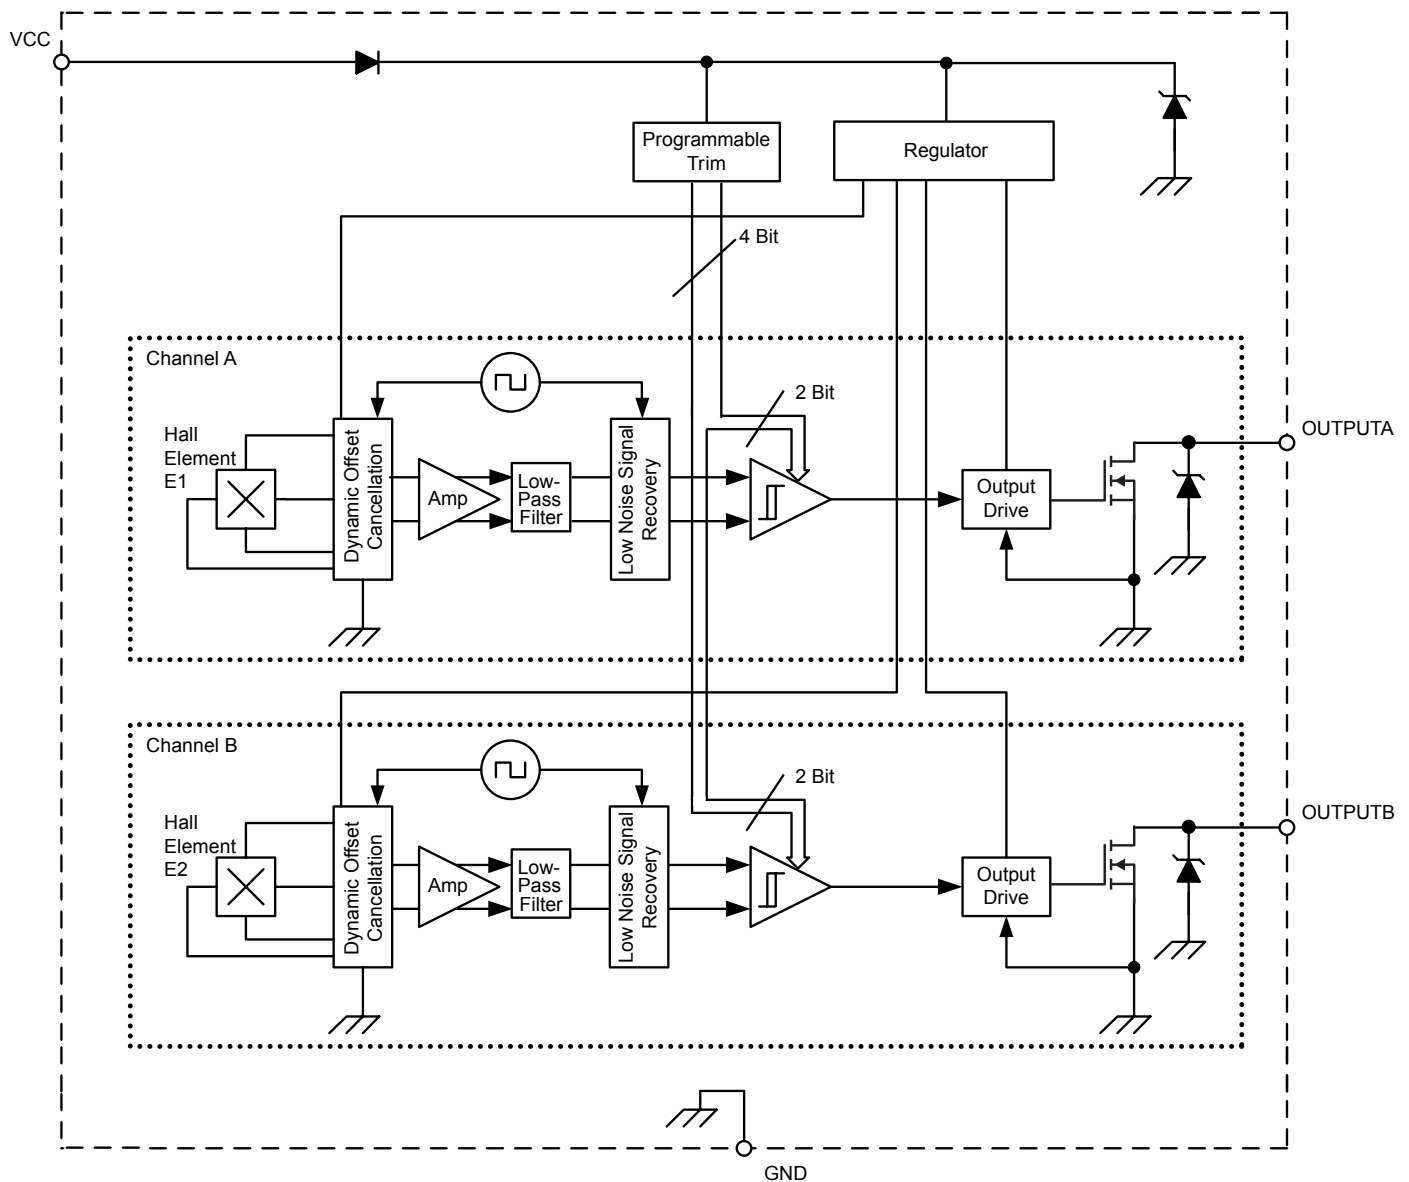 VCC
Programmable
Trim
Regulator
4 Bit
Channel A
2 Bit
Hall
Element
E1
Dynamic Offset
Cancellation
Amp
Low-
Pass
Filter
Low Noise Signal
Recovery
Output
Drive
OUTPUTA
Channel B
2 Bit
Hall
Element
E2
Dynamic Offset
Cancellation
Amp
Low-
Pass
Filter
Low Noise Signal
Recovery
Output
Drive
OUTPUTB
GND